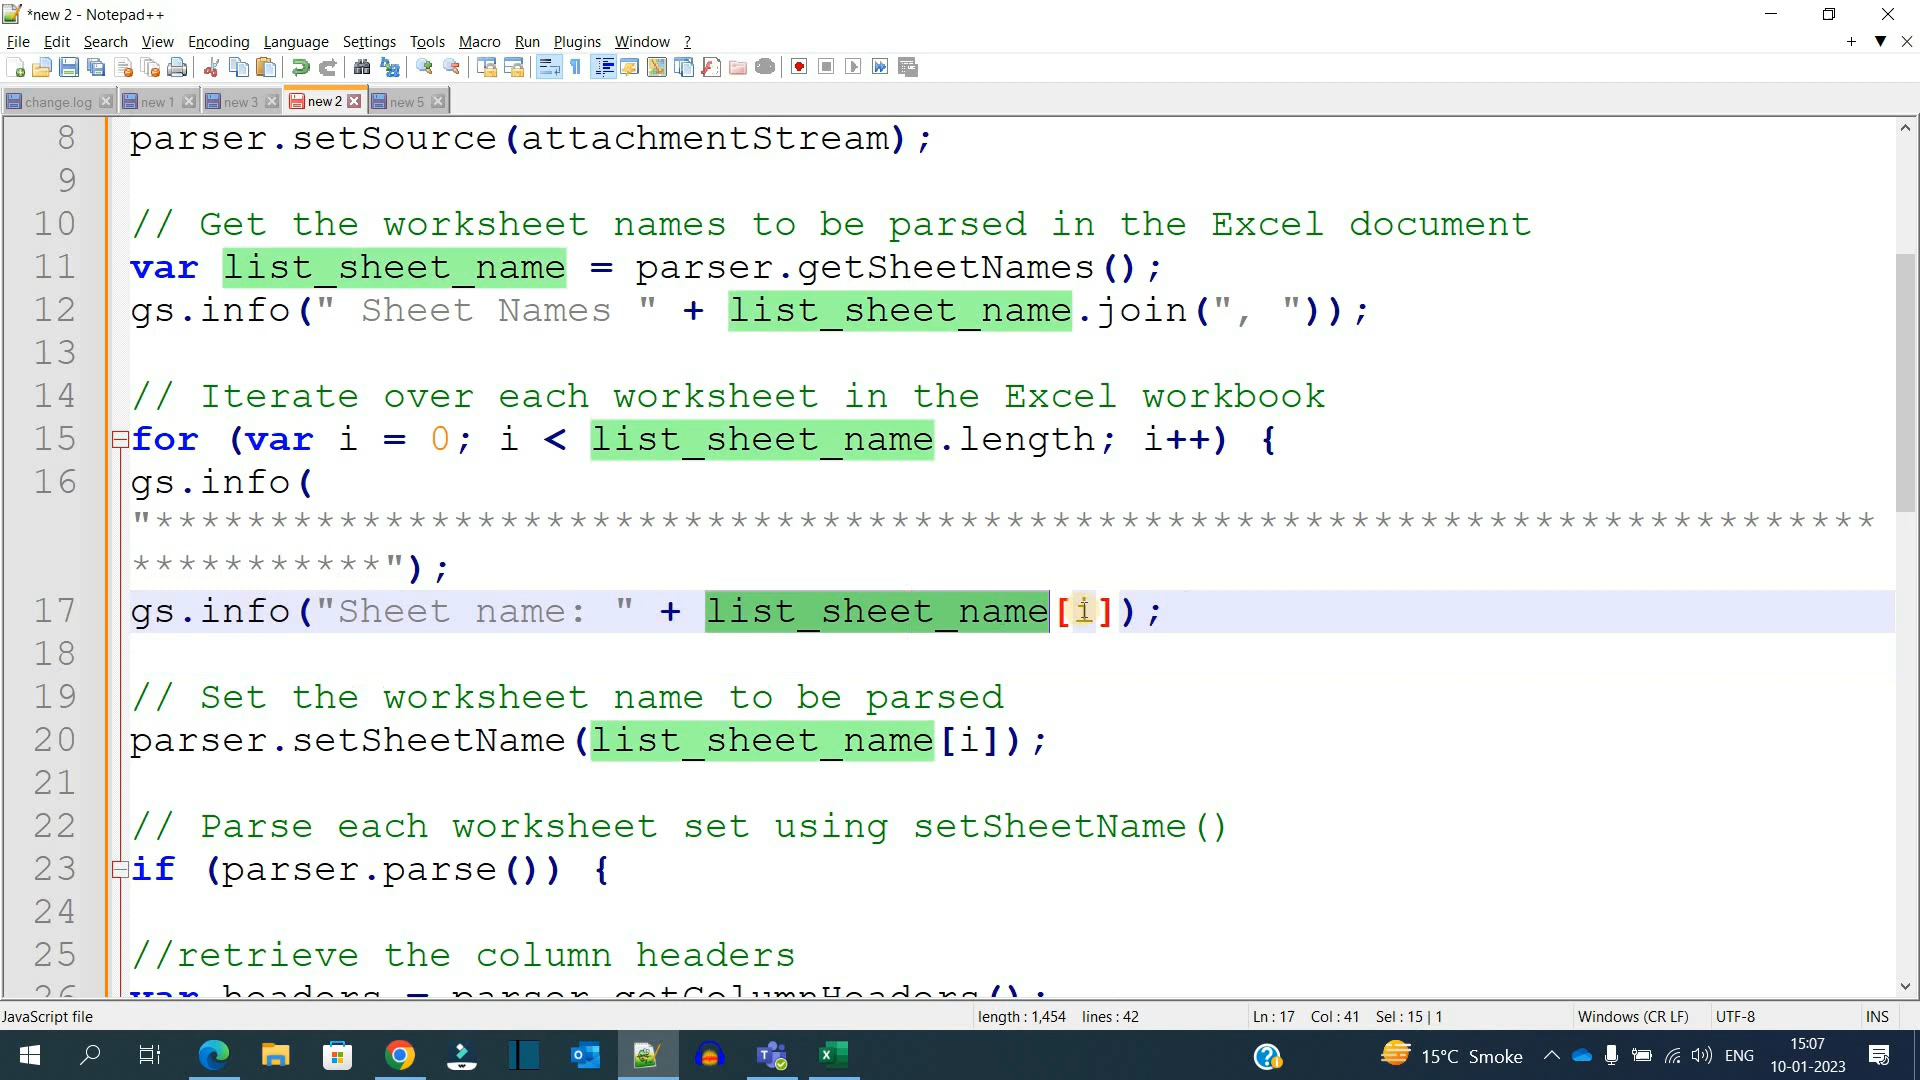 *new 2 - Notepad++
File Edit Search View Encoding Language Settings Tools Macro Run Plugins Window ?
change.log new 1 new 3 new 2 new 5
8 parser.setSource(attachmentStream);
9
10 // Get the worksheet names to be parsed in the Excel document
11 var list_sheet_name = parser.getSheetNames();
12 gs.info(" Sheet Names " + list_sheet_name.join(", "));
13
14 // Iterate over each worksheet in the Excel workbook
15 for (var i = 0; i < list_sheet_name.length; i++) {
16 gs.info(
"***************************************************************************
***********");
17 gs.info("Sheet name: " + list_sheet_name[i]);
18
19 // Set the worksheet name to be parsed
20 parser.setSheetName(list_sheet_name[i]);
21
22 // Parse each worksheet set using setSheetName()
23 if (parser.parse()) {
24
25 //retrieve the column headers
26 var headers = parser.getColumnHeaders();
JavaScript file length : 1,454 lines : 42 Ln : 17 Col : 41 Sel : 15 | 1 Windows (CR LF) UTF-8 INS
15°C Smoke ENG 15:07
10-01-2023